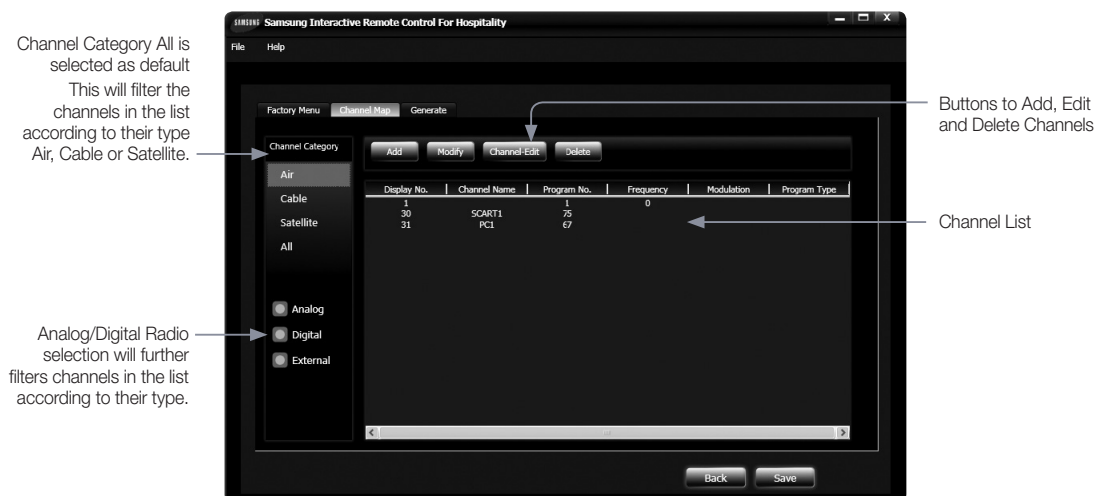 SAMSUNG Samsung Interactive Remote Control For Hospitality
File Help
Channel Category All is
selected as default
This will filter the
channels in the list
according to their type
Air, Cable or Satellite.
Factory Menu Channel Map Generate
Buttons to Add, Edit
and Delete Channels
Channel Category
Add Modify Channel-Edit Delete
Air
Cable
Satellite
All
Display No. Channel Name Program No. Frequency Modulation Program Type
1 1 0
30 SCART1 75
31 PC1 67
Channel List
Analog
Digital
External
Analog/Digital Radio
selection will further
filters channels in the list
according to their type.
Back Save